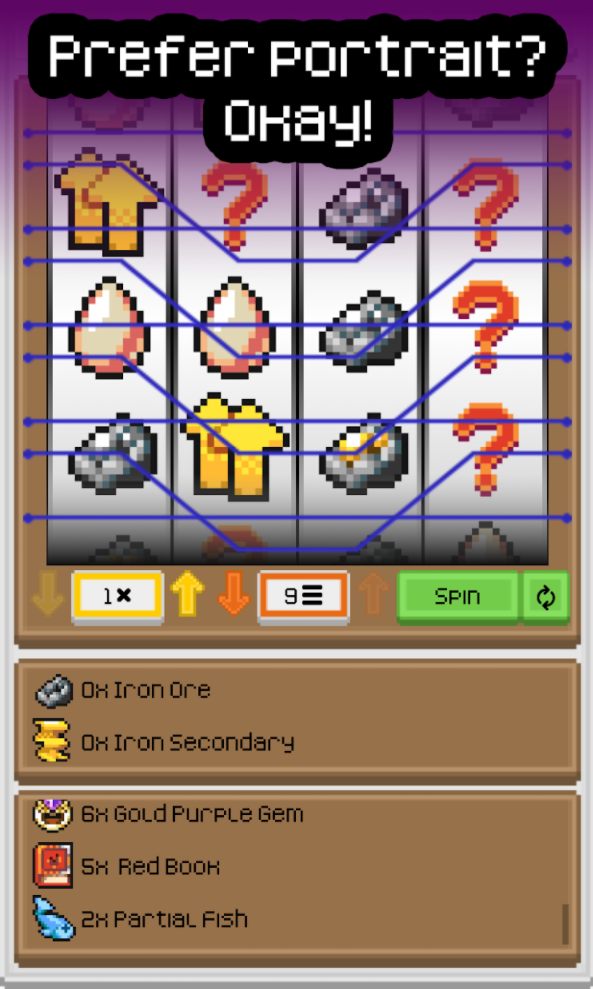 Prefer portrait?
Okay!
1× 9☰ Spin
0x Iron Ore
0x Iron Secondary
6x Gold Purple Gem
5x Red Book
2x Partial Fish